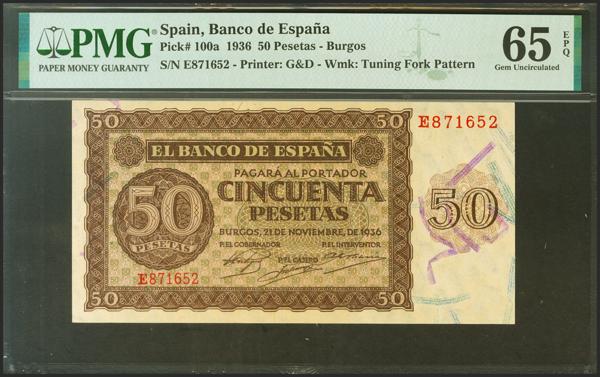 PMG
PAPER MONEY GUARANTY
Spain, Banco de España
Pick# 100a 1936 50 Pesetas - Burgos
S/N E871652 - Printer: G&D - Wmk: Tuning Fork Pattern
65 EPQ
Gem Uncirculated
50
50
E871652
EL BANCO DE ESPAÑA
PAGARÁ AL PORTADOR
CINCUENTA
PESETAS
50
PESETAS
50
BURGOS, 21 DE NOVIEMBRE, DE 1936
P.EL GOBERNADOR
P.EL INTERVENTOR
P.EL CAJERO
E871652
50
50